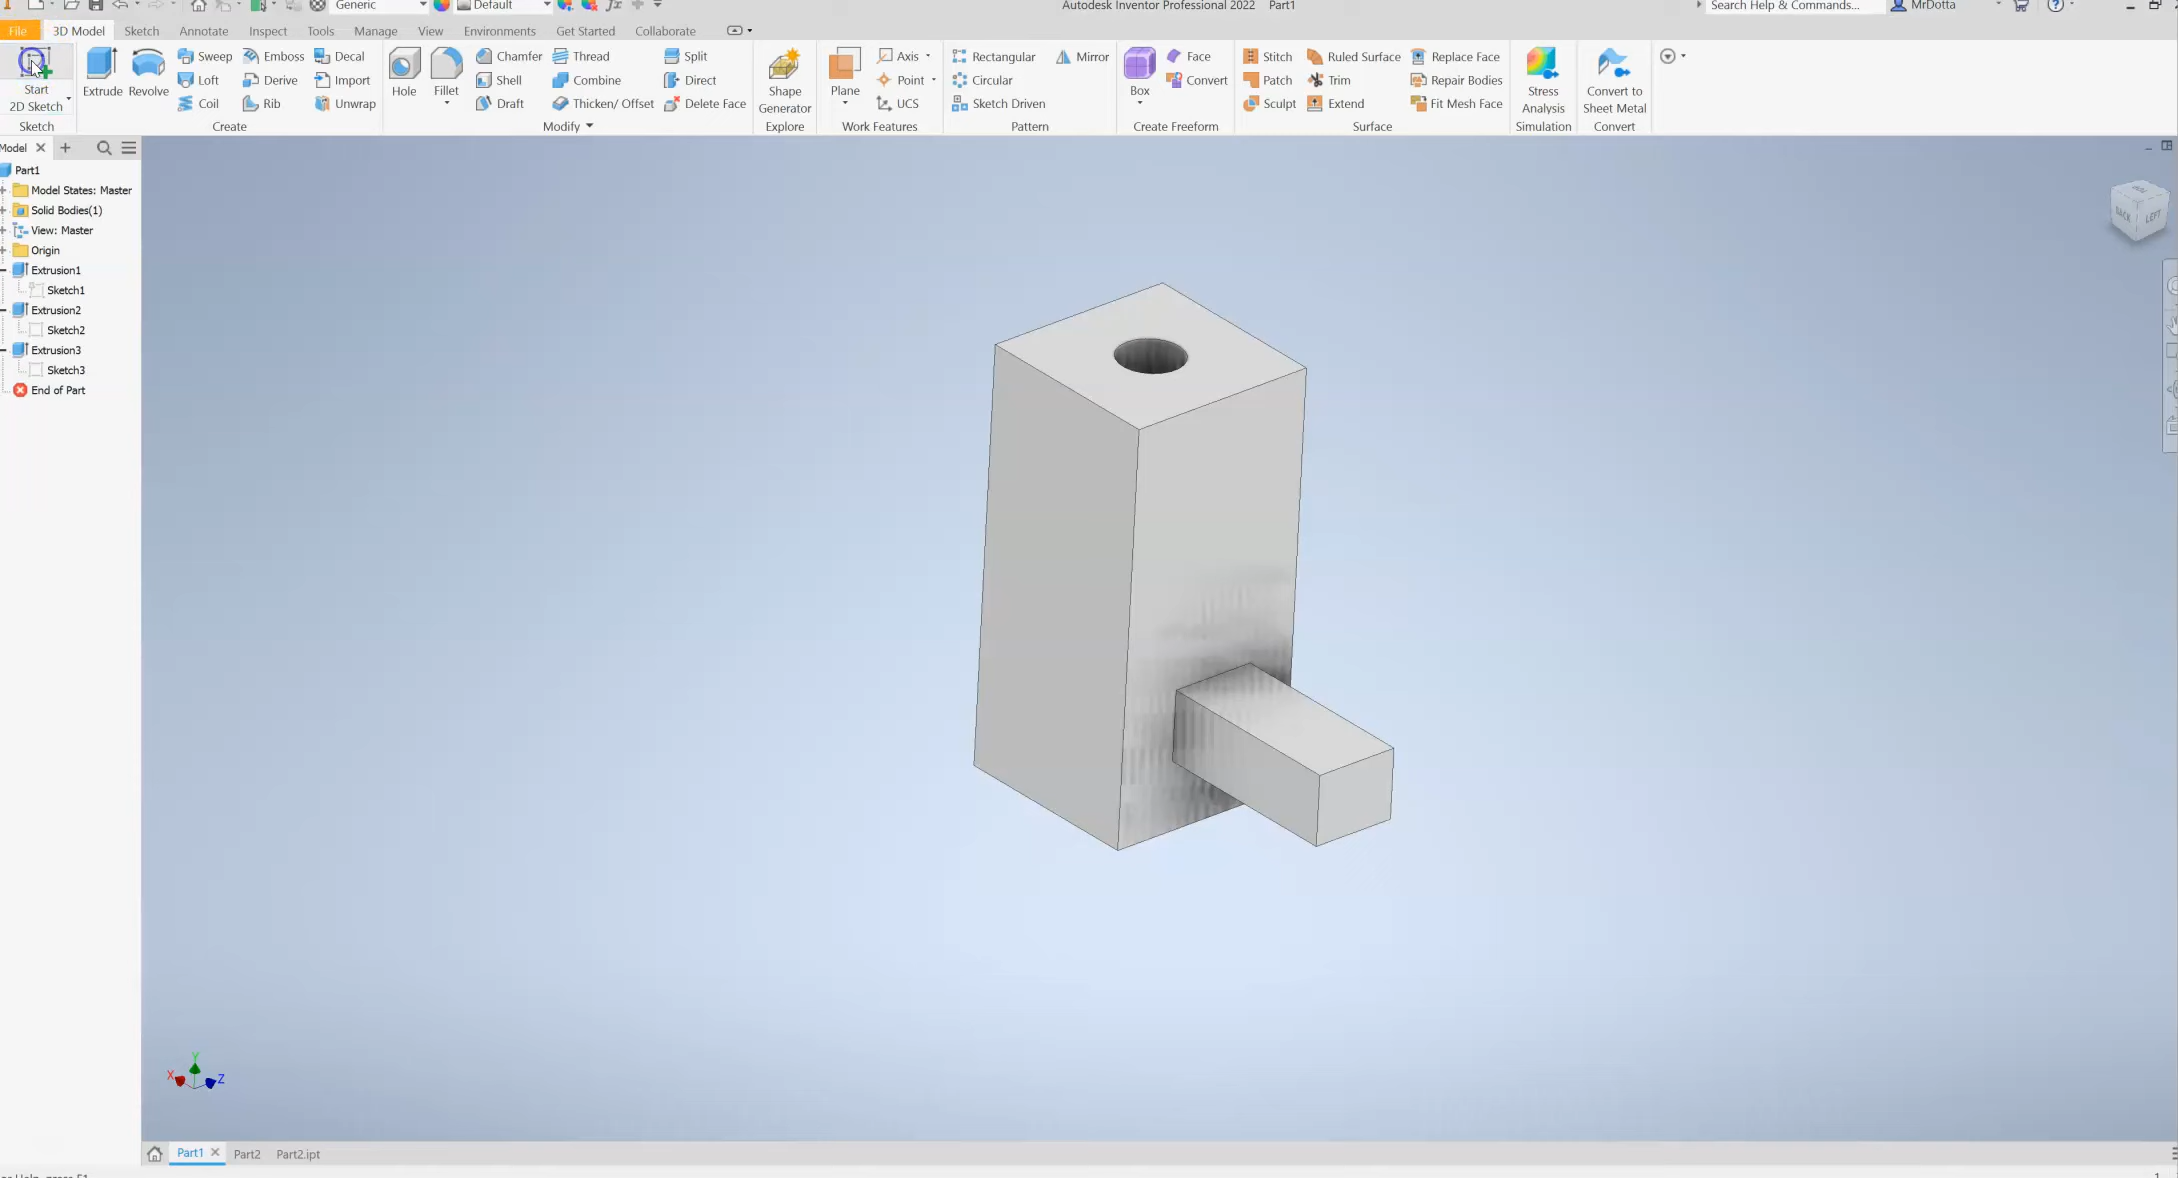 Generic Default fx Autodesk Inventor Professional 2022 Part1 Search Help & Commands... MrDotta
File 3D Model Sketch Annotate Inspect Tools Manage View Environments Get Started Collaborate
Start
2D Sketch
Extrude Revolve
Sweep Emboss Decal
Loft Derive Import
Coil Rib Unwrap
Hole Fillet
Chamfer Thread Split
Shell Combine Direct
Draft Thicken/ Offset Delete Face
Shape
Generator
Plane
Axis
Point
UCS
Rectangular Mirror
Circular
Sketch Driven
Box
Face
Convert
Stitch Ruled Surface Replace Face
Patch Trim Repair Bodies
Sculpt Extend Fit Mesh Face
Stress
Analysis
Convert to
Sheet Metal
Sketch Create Modify Explore Work Features Pattern Create Freeform Surface Simulation Convert
Model
Part1
Model States: Master
Solid Bodies(1)
View: Master
Origin
Extrusion1
Sketch1
Extrusion2
Sketch2
Extrusion3
Sketch3
End of Part
TOP
BACK LEFT
Y
X Z
Part1 Part2 Part2.ipt